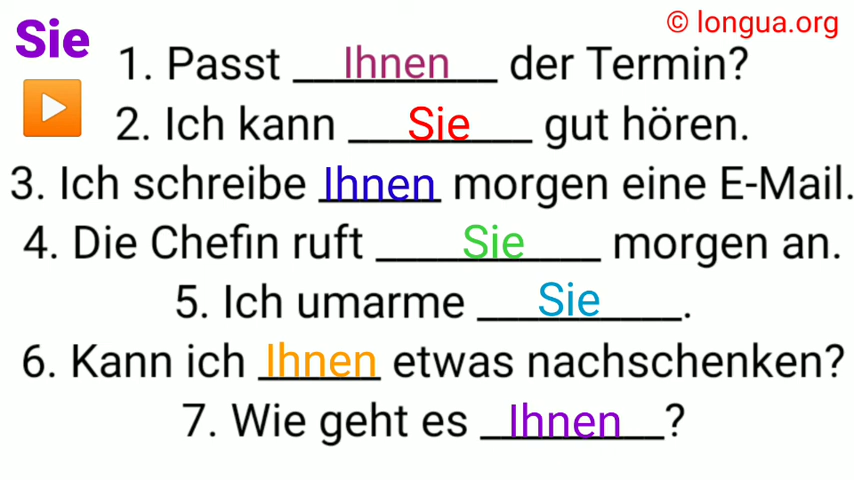 © longua.org
Sie
1. Passt Ihnen der Termin?
2. Ich kann Sie gut hören.
3. Ich schreibe Ihnen morgen eine E-Mail.
4. Die Chefin ruft Sie morgen an.
5. Ich umarme Sie.
6. Kann ich Ihnen etwas nachschenken?
7. Wie geht es Ihnen?